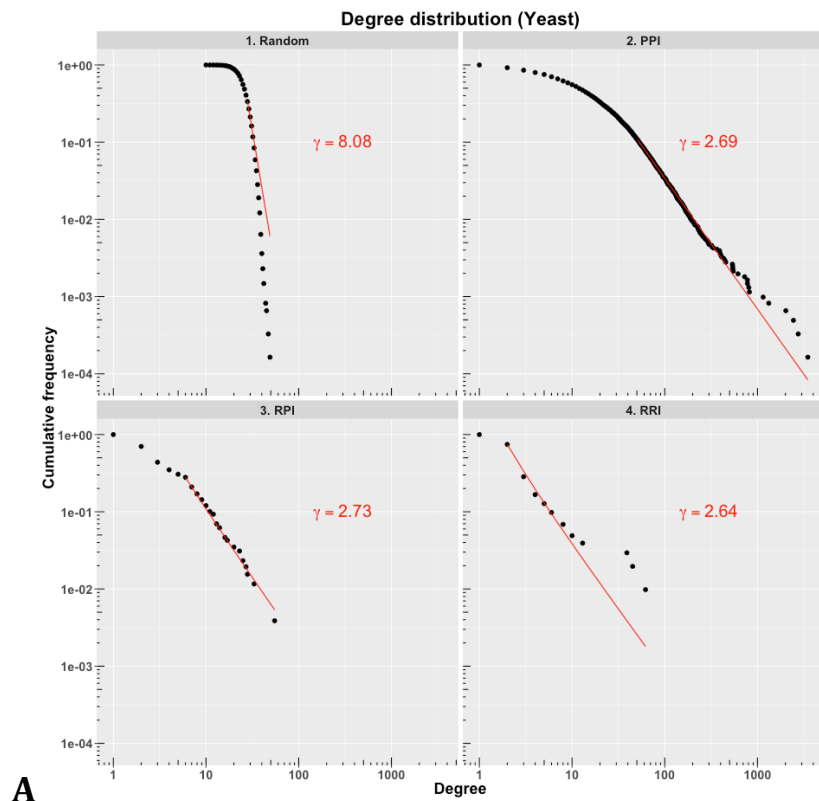 Degree distribution (Yeast)
1. Random
2. PPI
1e+00
1e-01
1e-02
1e-03
1e-04
γ = 8.08
γ = 2.69
Cumulative frequency
3. RPI
4. RRI
1e+00
1e-01
1e-02
1e-03
1e-04
γ = 2.73
γ = 2.64
1 10 100 1000 1 10 100 1000
Degree
A